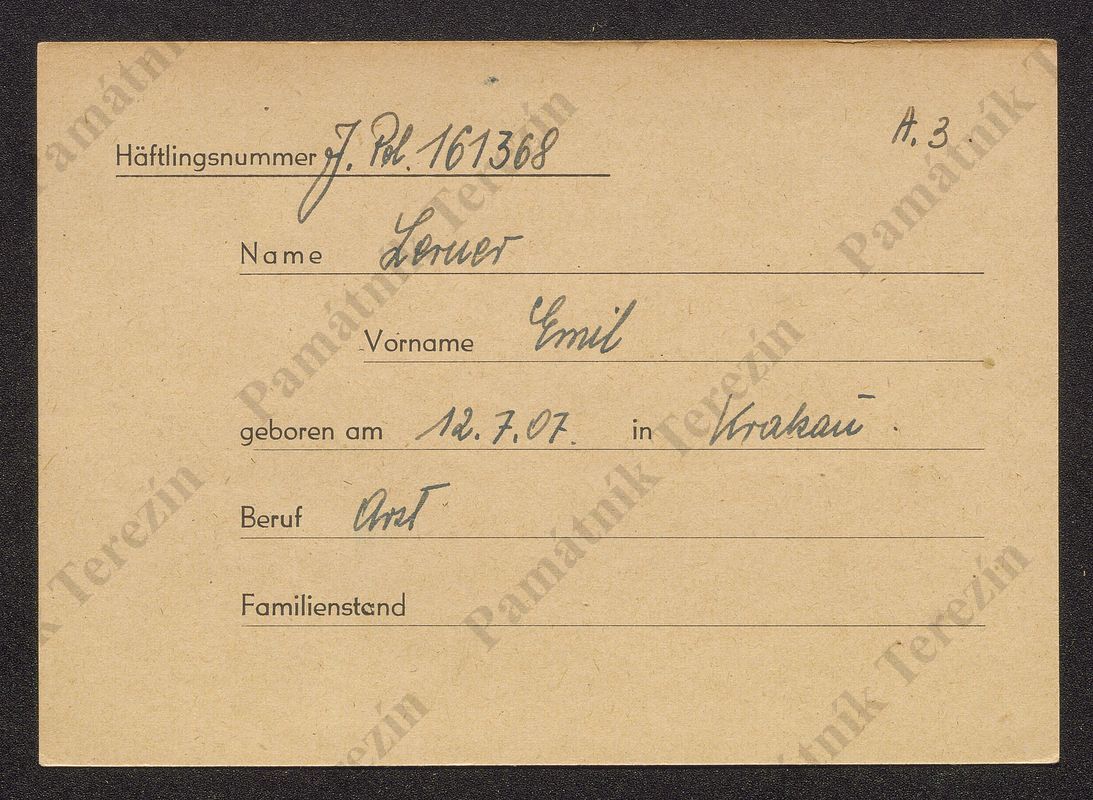 A. 3.
Häftlingsnummer J. Pol. 161368
Name Lerner
Vorname Emil
geboren am 12. 7. 07. in Krakau.
Beruf Arzt
Familienstand
Památník Terezín